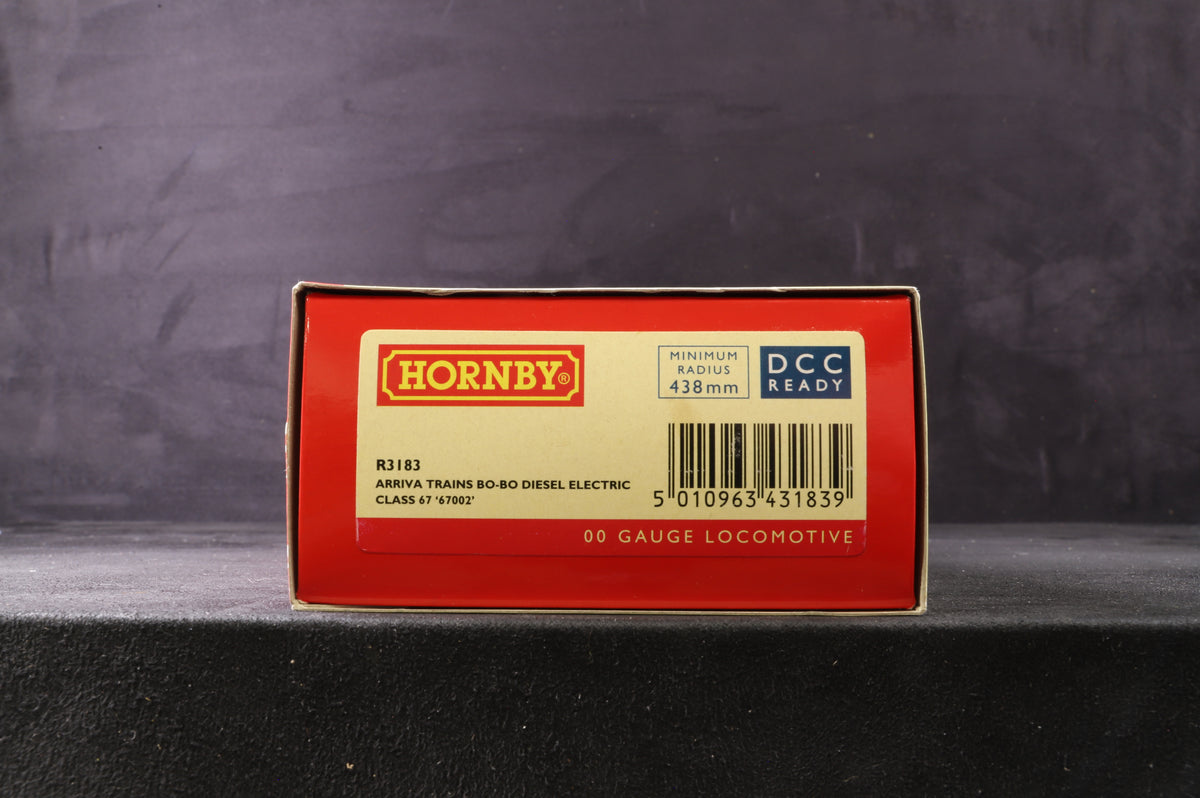 HORNBY®
MINIMUM
RADIUS
438mm
DCC
READY
R3183
ARRIVA TRAINS BO-BO DIESEL ELECTRIC
CLASS 67 '67002'
5 010963 431839
00 GAUGE LOCOMOTIVE